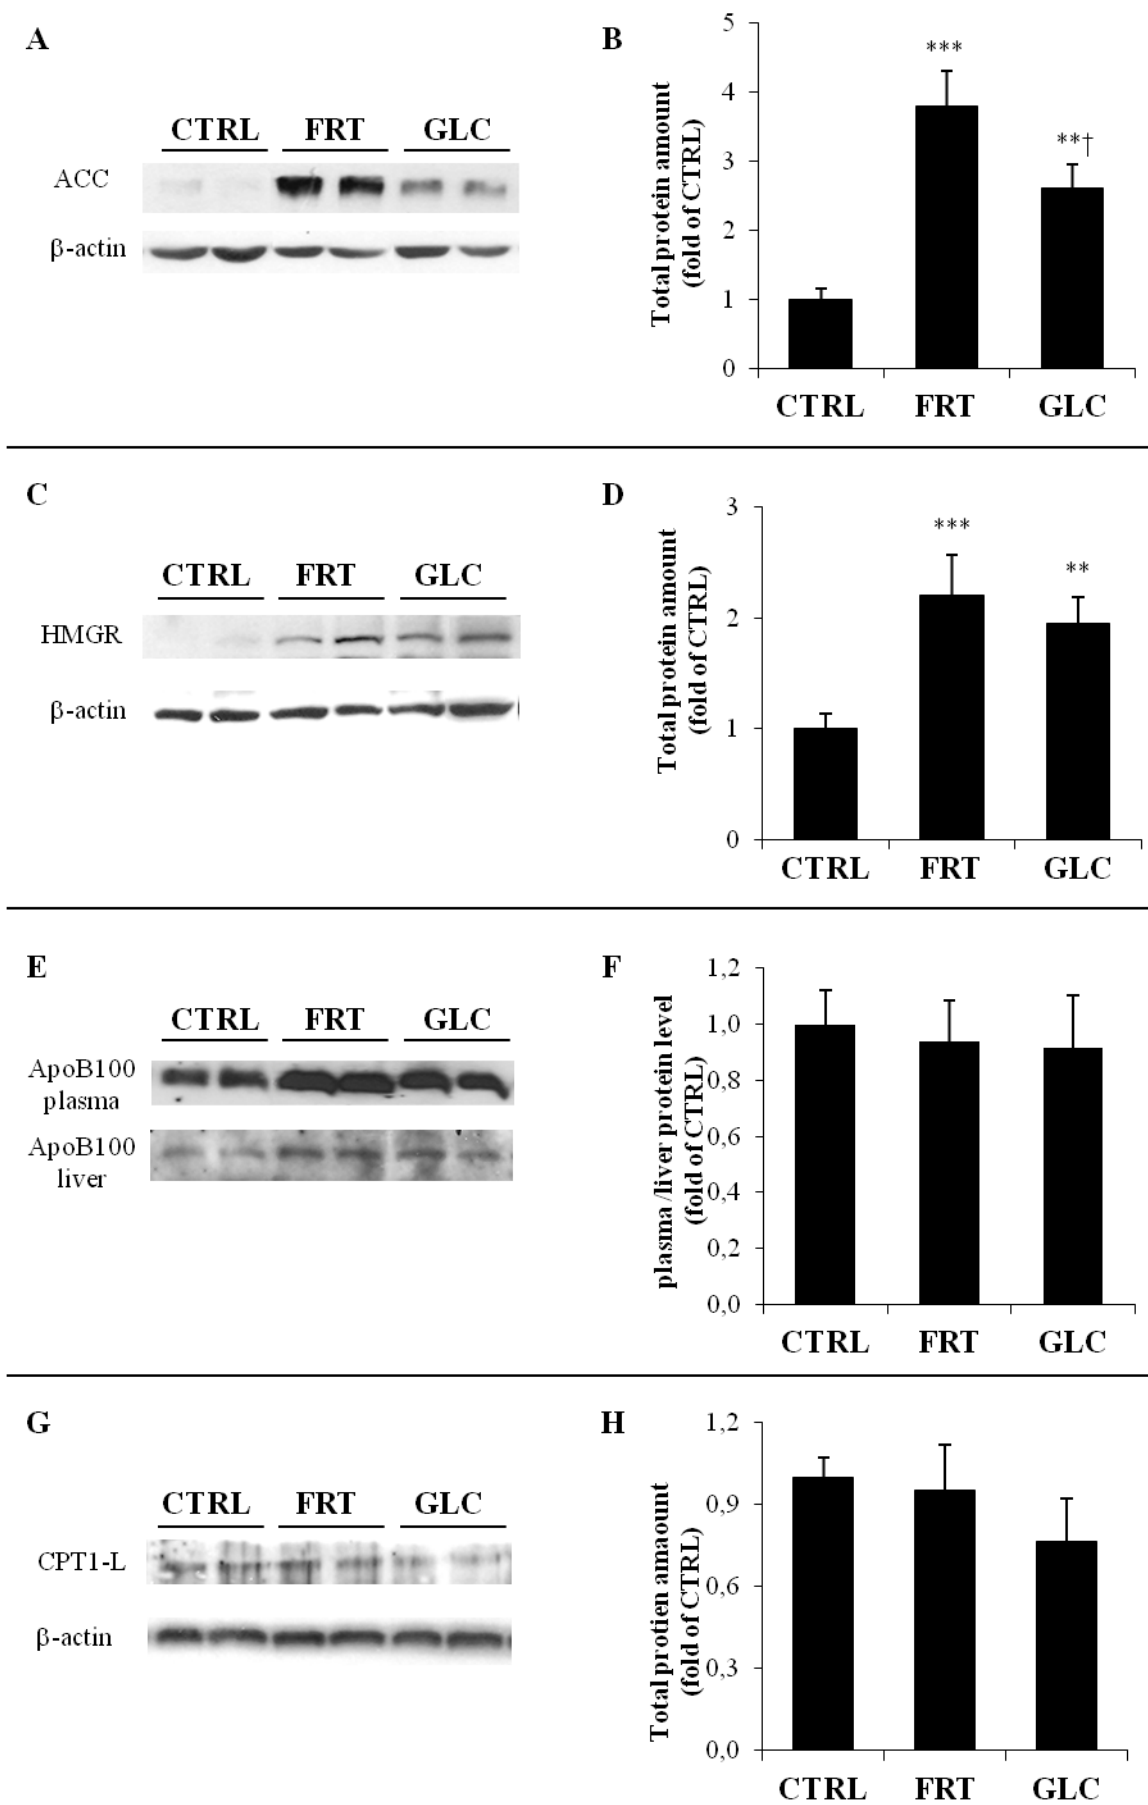 A
CTRL FRT GLC
ACC
β-actin
B
Total protein amount
(fold of CTRL)
5
4
3
2
1
0
***
**†
CTRL FRT GLC
C
CTRL FRT GLC
HMGR
β-actin
D
Total protein amount
(fold of CTRL)
3
2
1
0
***
**
CTRL FRT GLC
E
CTRL FRT GLC
ApoB100
plasma
ApoB100
liver
F
plasma /liver protein level
(fold of CTRL)
1,2
1,0
0,8
0,6
0,4
0,2
0,0
CTRL FRT GLC
G
CTRL FRT GLC
CPT1-L
β-actin
H
Total protien amaount
(fold of CTRL)
1,2
0,9
0,6
0,3
0,0
CTRL FRT GLC